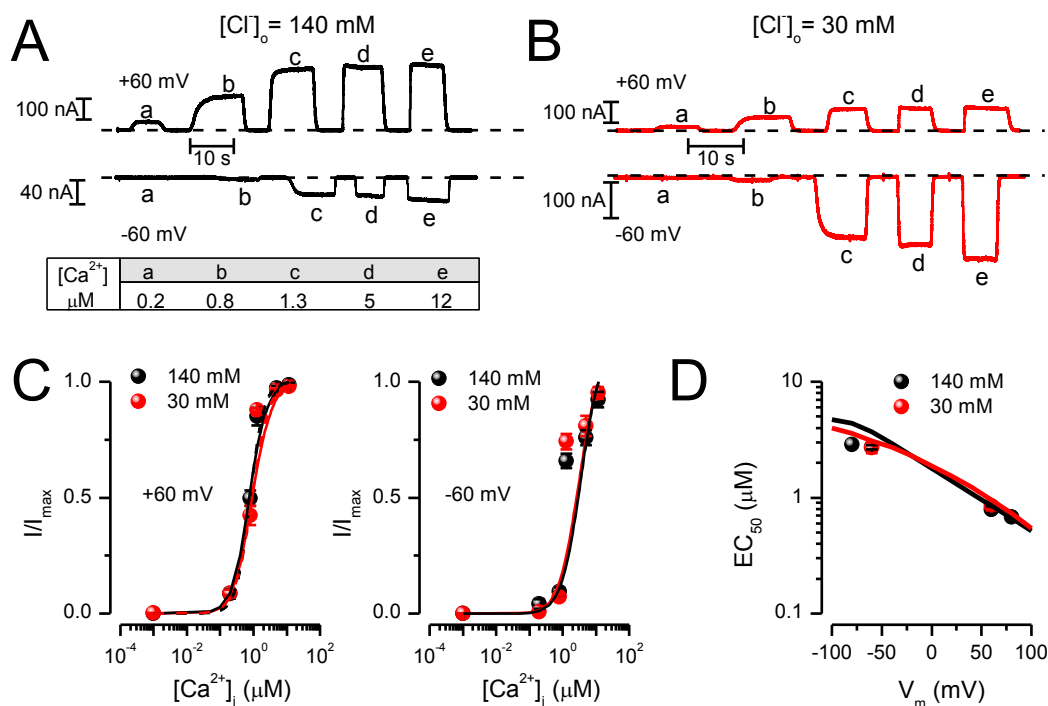 A
[Cl⁻]ₒ = 140 mM
+60 mV
a b c d e
100 nA
10 s
40 nA
a b c d e
-60 mV
[Ca²⁺] μM
a b c d e
0.2 0.8 1.3 5 12
B
[Cl⁻]ₒ = 30 mM
+60 mV
a b c d e
100 nA
10 s
100 nA
a b c d e
-60 mV
C
140 mM
30 mM
+60 mV
I/Imax
1.0
0.5
0.0
10⁻⁴ 10⁻² 10⁰ 10²
[Ca²⁺]ᵢ (μM)
140 mM
30 mM
-60 mV
I/Imax
1.0
0.5
0.0
10⁻⁴ 10⁻² 10⁰ 10²
[Ca²⁺]ᵢ (μM)
D
140 mM
30 mM
EC₅₀ (μM)
10
1
0.1
-100 -50 0 50 100
Vₘ (mV)